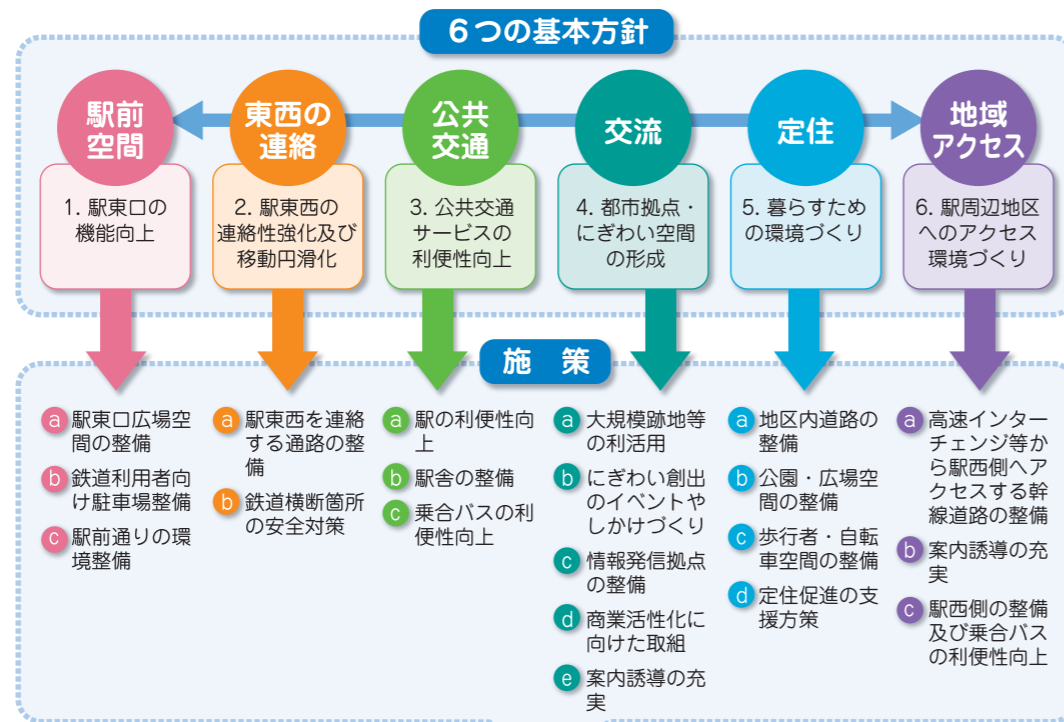 6つの基本方針
駅前
空間
東西の
連絡
公共
交通
交流
定住
地域
アクセス
1. 駅東口の
機能向上
2. 駅東西の
連絡性強化及び
移動円滑化
3. 公共交通
サービスの
利便性向上
4. 都市拠点・
にぎわい空間
の形成
5. 暮らすため
の環境づくり
6. 駅周辺地区
へのアクセス
環境づくり
施 策
a 駅東口広場空
間の整備
b 鉄道利用者向
け駐車場整備
c 駅前通りの環
境整備
a 駅東西を連絡
する通路の整
備
b 鉄道横断箇所
の安全対策
a 駅の利便性向
上
b 駅舎の整備
c 乗合バスの利
便性向上
a 大規模跡地等
の利活用
b にぎわい創出
のイベントや
しかけづくり
c 情報発信拠点
の整備
d 商業活性化に
向けた取組
e 案内誘導の充
実
a 地区内道路の
整備
b 公園・広場空
間の整備
c 歩行者・自転
車空間の整備
d 定住促進の支
援方策
a 高速インター
チェンジ等か
ら駅西側へア
クセスする幹
線道路の整備
b 案内誘導の充
実
c 駅西側の整備
及び乗合バス
の利便性向上